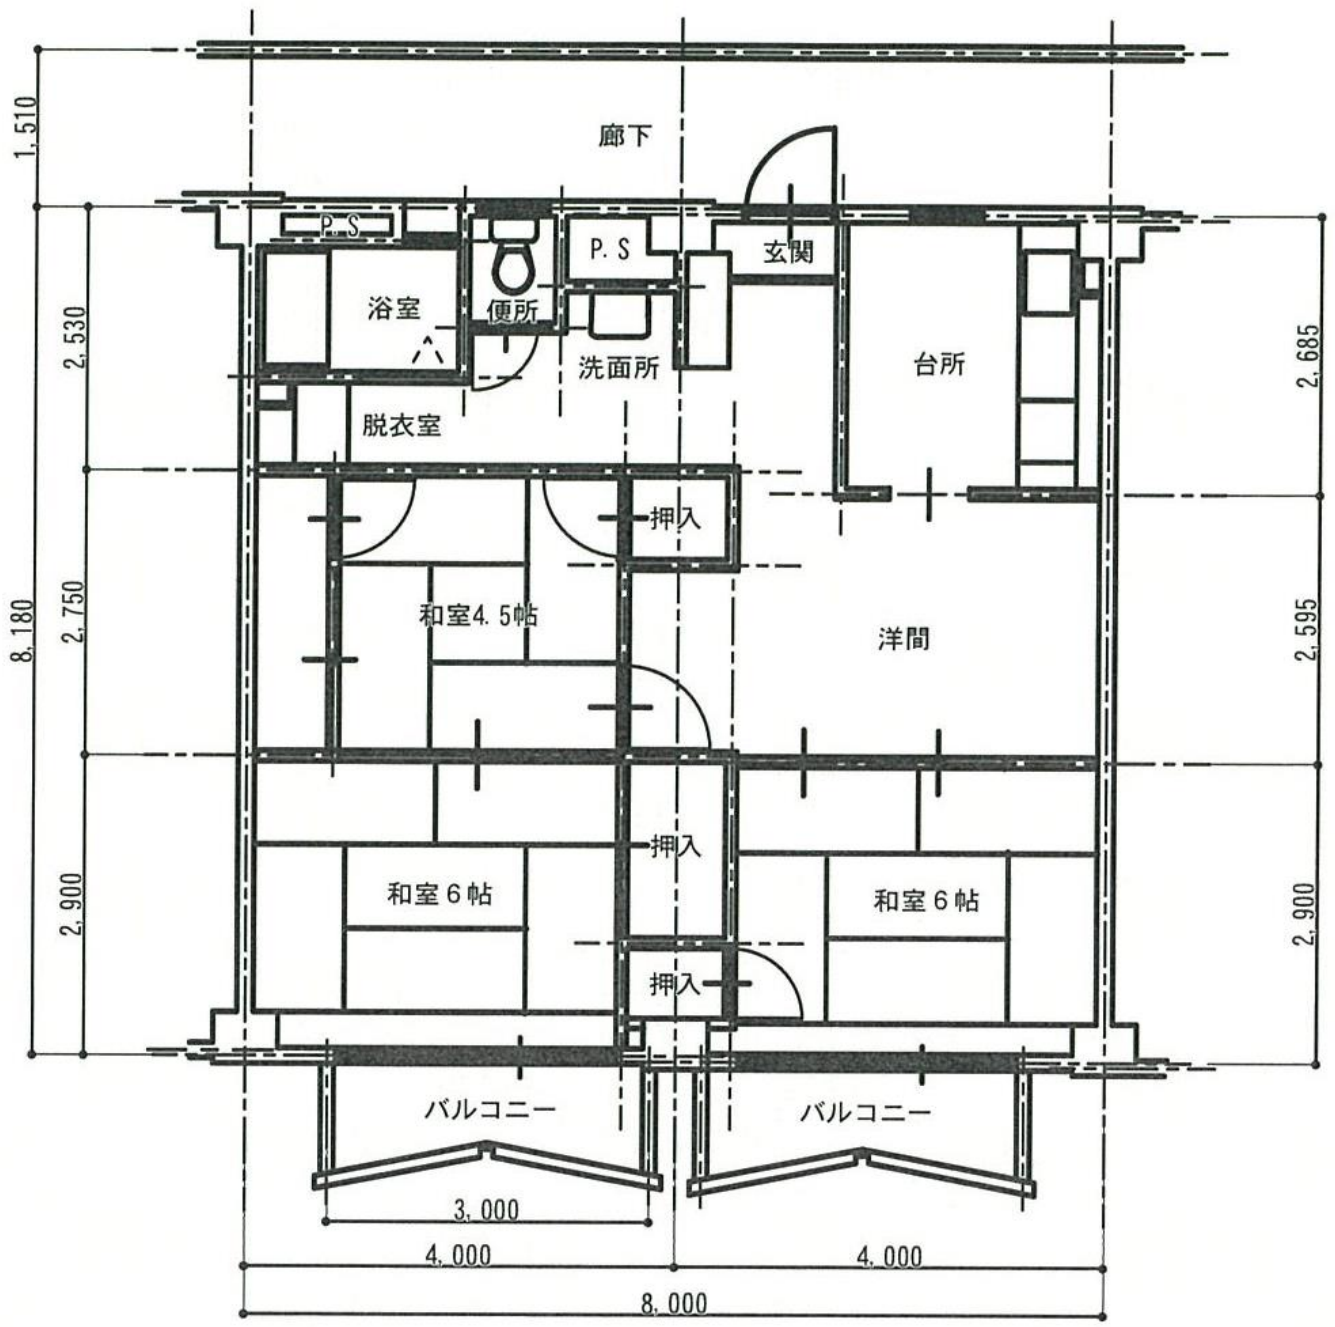 1,510
廊下
P.S
P.S
玄関
浴室
便所
2,530
洗面所
台所
2,685
脱衣室
押入
和室4.5帖
2,750
8,180
洋間
2,595
押入
和室6帖
和室6帖
2,900
2,900
押入
バルコニー
バルコニー
3,000
4,000
4,000
8,000